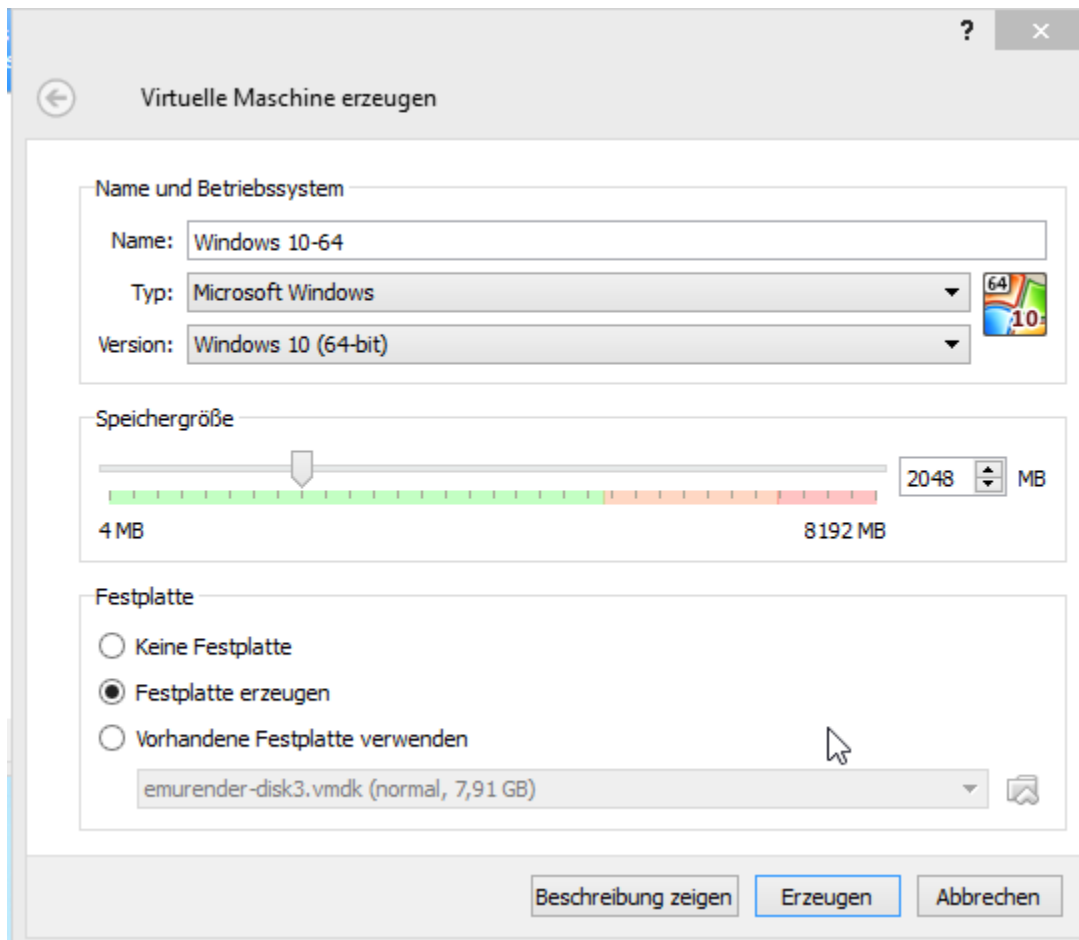 ?
Virtuelle Maschine erzeugen
Name und Betriebssystem
Name: Windows 10-64
Typ: Microsoft Windows
64
10
Version: Windows 10 (64-bit)
Speichergröße
2048 MB
4 MB 8192 MB
Festplatte
Keine Festplatte
Festplatte erzeugen
Vorhandene Festplatte verwenden
emurender-disk3.vmdk (normal, 7,91 GB)
Beschreibung zeigen Erzeugen Abbrechen